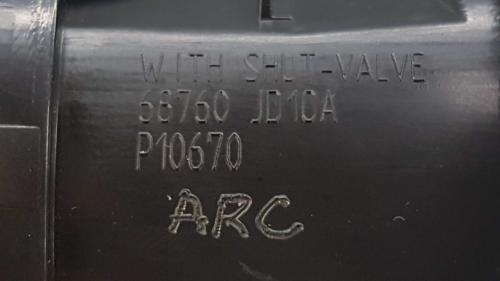 L
WITH SHUT-VALVE
68760 JD10A
P10670
ARC